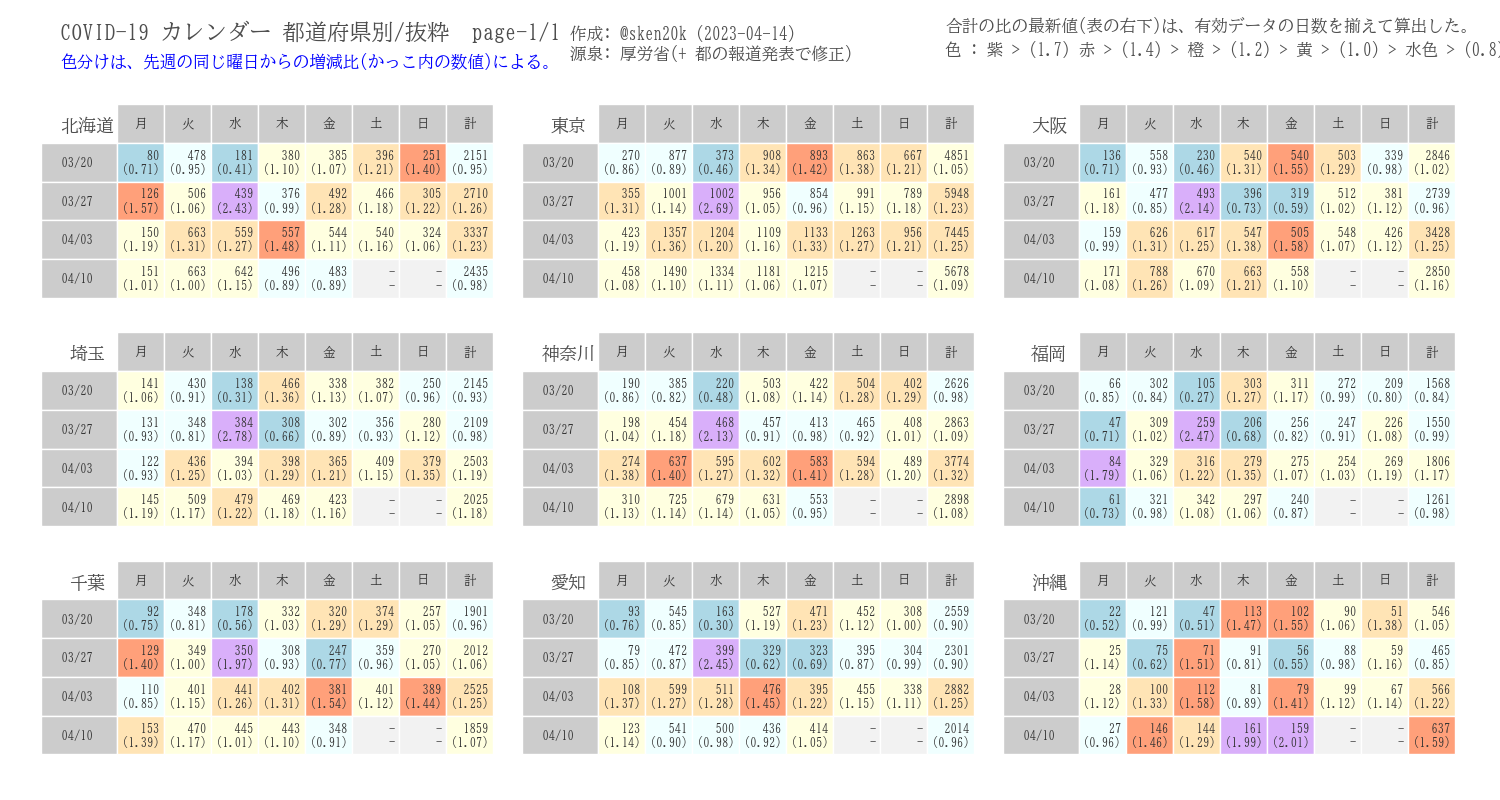 COVID-19 カレンダー 都道府県別/抜粋 page-1/1
作成: @sken20k (2023-04-14)
合計の比の最新値(表の右下)は、有効データの日数を揃えて算出した。
色分けは、先週の同じ曜日からの増減比(かっこ内の数値)による。
源泉: 厚労省(+ 都の報道発表で修正)
色 : 紫 > (1.7) 赤 > (1.4) 橙 > (1.2) 黄 > (1.0) > 水色 > (0.8)
北海道 月 火 水 木 金 土 日 計
03/20 80 478 181 380 385 396 251 2151
(0.71) (0.95) (0.41) (1.10) (1.07) (1.21) (1.40) (0.95)
03/27 126 506 439 376 492 466 305 2710
(1.57) (1.06) (2.43) (0.99) (1.28) (1.18) (1.22) (1.26)
04/03 150 663 559 557 544 540 324 3337
(1.19) (1.31) (1.27) (1.48) (1.11) (1.16) (1.06) (1.23)
04/10 151 663 642 496 483 - - 2435
(1.01) (1.00) (1.15) (0.89) (0.89) - - (0.98)
東京 月 火 水 木 金 土 日 計
03/20 270 877 373 908 893 863 667 4851
(0.86) (0.89) (0.46) (1.34) (1.42) (1.38) (1.21) (1.05)
03/27 355 1001 1002 956 854 991 789 5948
(1.31) (1.14) (2.69) (1.05) (0.96) (1.15) (1.18) (1.23)
04/03 423 1357 1204 1109 1133 1263 956 7445
(1.19) (1.36) (1.20) (1.16) (1.33) (1.27) (1.21) (1.25)
04/10 458 1490 1334 1181 1215 - - 5678
(1.08) (1.10) (1.11) (1.06) (1.07) - - (1.09)
大阪 月 火 水 木 金 土 日 計
03/20 136 558 230 540 540 503 339 2846
(0.71) (0.93) (0.46) (1.31) (1.55) (1.29) (0.98) (1.02)
03/27 161 477 493 396 319 512 381 2739
(1.18) (0.85) (2.14) (0.73) (0.59) (1.02) (1.12) (0.96)
04/03 159 626 617 547 505 548 426 3428
(0.99) (1.31) (1.25) (1.38) (1.58) (1.07) (1.12) (1.25)
04/10 171 788 670 663 558 - - 2850
(1.08) (1.26) (1.09) (1.21) (1.10) - - (1.16)
埼玉 月 火 水 木 金 土 日 計
03/20 141 430 138 466 338 382 250 2145
(1.06) (0.91) (0.31) (1.36) (1.13) (1.07) (0.96) (0.93)
03/27 131 348 384 308 302 356 280 2109
(0.93) (0.81) (2.78) (0.66) (0.89) (0.93) (1.12) (0.98)
04/03 122 436 394 398 365 409 379 2503
(0.93) (1.25) (1.03) (1.29) (1.21) (1.15) (1.35) (1.19)
04/10 145 509 479 469 423 - - 2025
(1.19) (1.17) (1.22) (1.18) (1.16) - - (1.18)
神奈川 月 火 水 木 金 土 日 計
03/20 190 385 220 503 422 504 402 2626
(0.86) (0.82) (0.48) (1.08) (1.14) (1.28) (1.29) (0.98)
03/27 198 454 468 457 413 465 408 2863
(1.04) (1.18) (2.13) (0.91) (0.98) (0.92) (1.01) (1.09)
04/03 274 637 595 602 583 594 489 3774
(1.38) (1.40) (1.27) (1.32) (1.41) (1.28) (1.20) (1.32)
04/10 310 725 679 631 553 - - 2898
(1.13) (1.14) (1.14) (1.05) (0.95) - - (1.08)
福岡 月 火 水 木 金 土 日 計
03/20 66 302 105 303 311 272 209 1568
(0.85) (0.84) (0.27) (1.27) (1.17) (0.99) (0.80) (0.84)
03/27 47 309 259 206 256 247 226 1550
(0.71) (1.02) (2.47) (0.68) (0.82) (0.91) (1.08) (0.99)
04/03 84 329 316 279 275 254 269 1806
(1.79) (1.06) (1.22) (1.35) (1.07) (1.03) (1.19) (1.17)
04/10 61 321 342 297 240 - - 1261
(0.73) (0.98) (1.08) (1.06) (0.87) - - (0.98)
千葉 月 火 水 木 金 土 日 計
03/20 92 348 178 332 320 374 257 1901
(0.75) (0.81) (0.56) (1.03) (1.29) (1.29) (1.05) (0.96)
03/27 129 349 350 308 247 359 270 2012
(1.40) (1.00) (1.97) (0.93) (0.77) (0.96) (1.05) (1.06)
04/03 110 401 441 402 381 401 389 2525
(0.85) (1.15) (1.26) (1.31) (1.54) (1.12) (1.44) (1.25)
04/10 153 470 445 443 348 - - 1859
(1.39) (1.17) (1.01) (1.10) (0.91) - - (1.07)
愛知 月 火 水 木 金 土 日 計
03/20 93 545 163 527 471 452 308 2559
(0.76) (0.85) (0.30) (1.19) (1.23) (1.12) (1.00) (0.90)
03/27 79 472 399 329 323 395 304 2301
(0.85) (0.87) (2.45) (0.62) (0.69) (0.87) (0.99) (0.90)
04/03 108 599 511 476 395 455 338 2882
(1.37) (1.27) (1.28) (1.45) (1.22) (1.15) (1.11) (1.25)
04/10 123 541 500 436 414 - - 2014
(1.14) (0.90) (0.98) (0.92) (1.05) - - (0.96)
沖縄 月 火 水 木 金 土 日 計
03/20 22 121 47 113 102 90 51 546
(0.52) (0.99) (0.51) (1.47) (1.55) (1.06) (1.38) (1.05)
03/27 25 75 71 91 56 88 59 465
(1.14) (0.62) (1.51) (0.81) (0.55) (0.98) (1.16) (0.85)
04/03 28 100 112 81 79 99 67 566
(1.12) (1.33) (1.58) (0.89) (1.41) (1.12) (1.14) (1.22)
04/10 27 146 144 161 159 - - 637
(0.96) (1.46) (1.29) (1.99) (2.01) - - (1.59)